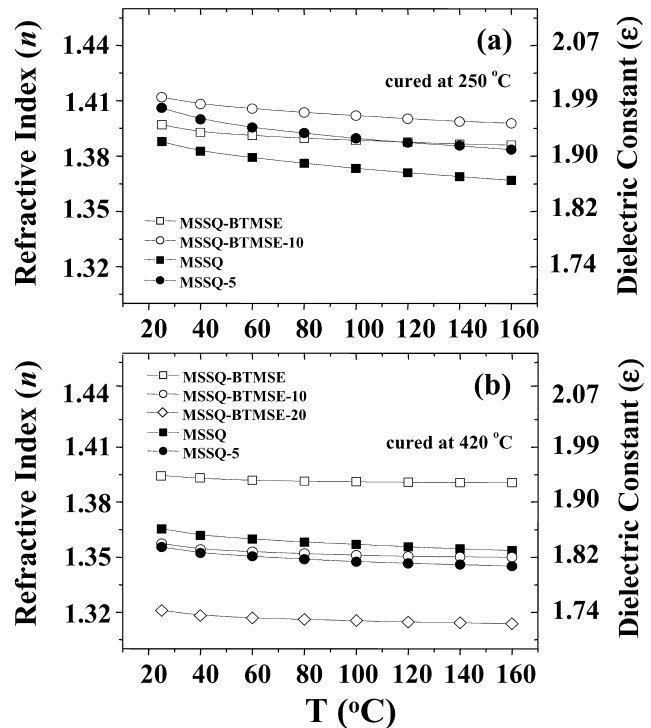 (a)
cured at 250 °C
Refractive Index (n)
1.44
1.41
1.38
1.35
1.32
Dielectric Constant (ε)
2.07
1.99
1.90
1.82
1.74
MSSQ-BTMSE
MSSQ-BTMSE-10
MSSQ
MSSQ-5
20 40 60 80 100 120 140 160
(b)
cured at 420 °C
MSSQ-BTMSE
MSSQ-BTMSE-10
MSSQ-BTMSE-20
MSSQ
MSSQ-5
Refractive Index (n)
1.44
1.41
1.38
1.35
1.32
Dielectric Constant (ε)
2.07
1.99
1.90
1.82
1.74
20 40 60 80 100 120 140 160
T (°C)